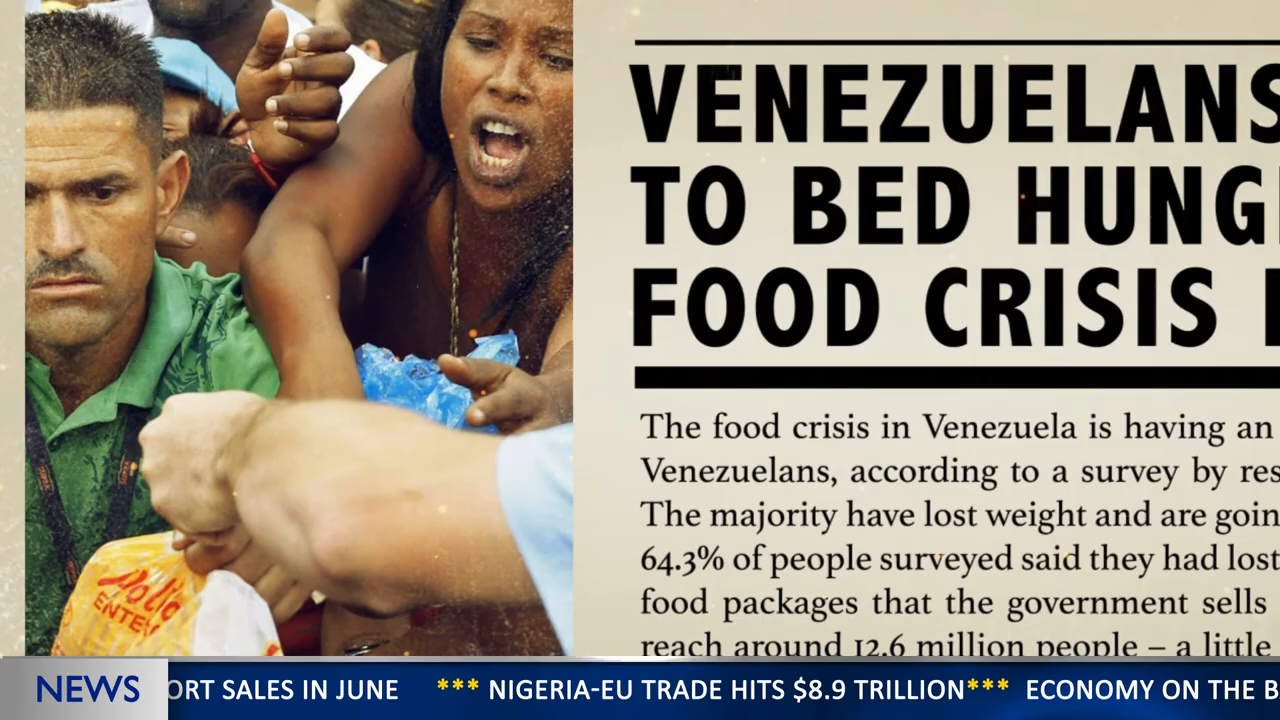 VENEZUELANS
TO BED HUNG
FOOD CRISIS
The food crisis in Venezuela is having an
Venezuelans, according to a survey by res
The majority have lost weight and are goin
64.3% of people surveyed said they had lost
food packages that the government sells
reach around 12.6 million people – a little
NEWS
ORT SALES IN JUNE *** NIGERIA-EU TRADE HITS $8.9 TRILLION*** ECONOMY ON THE B